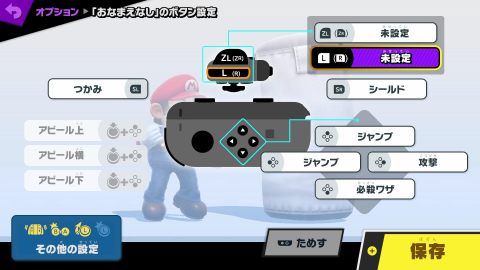 オプション ▶ 「おなまえなし」のボタン設定
ZL (ZR)
L (R)
ZL (ZR) 未設定
L (R) 未設定
つかみ SL
SR シールド
アピール上
アピール横
アピール下
ジャンプ
ジャンプ
攻撃
必殺ワザ
BA L
その他の設定
ためす
保存